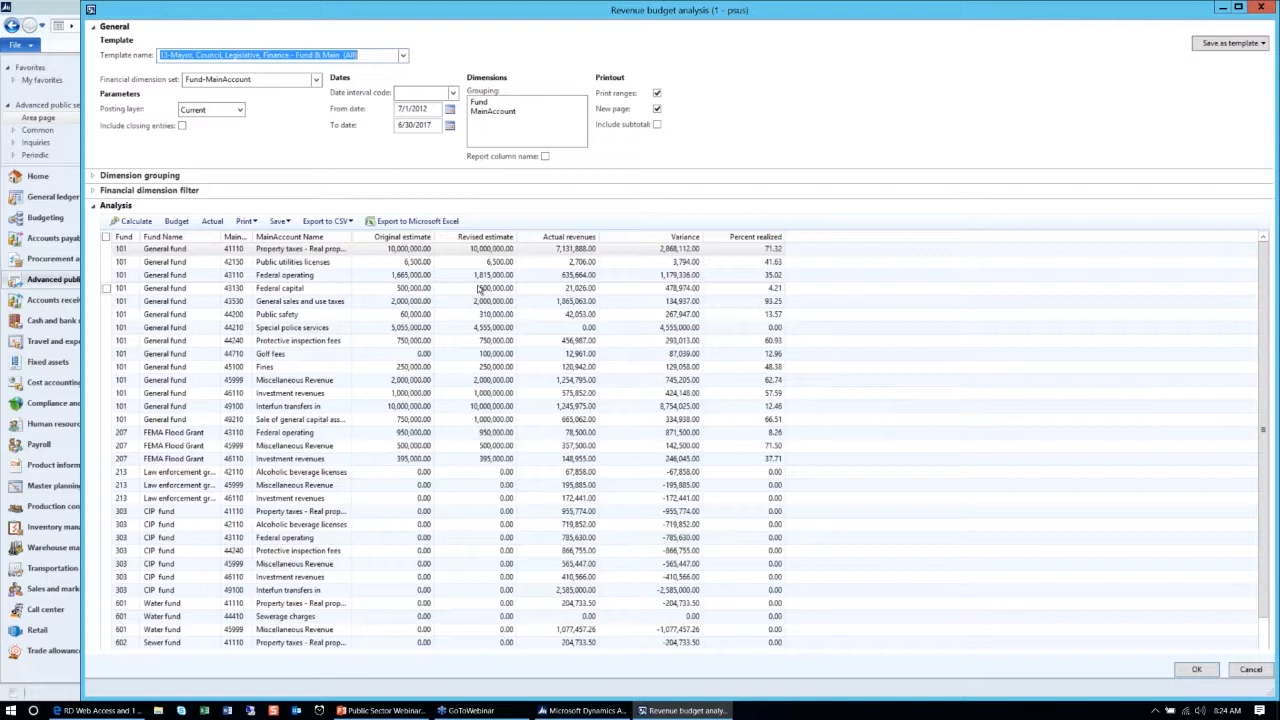 Revenue budget analysis (1 - psus)
File
Favorites
My favorites
Advanced public se
Area page
Common
Inquiries
Periodic
Home
General ledger
Budgeting
Accounts payab
Procurement a
Advanced publi
Accounts recei
Cash and bank
Travel and expe
Fixed assets
Cost accounting
Compliance and
Human resourc
Payroll
Product inform
Master planning
Production con
Inventory mana
Warehouse ma
Transportation
Sales and mark
Call center
Retail
Trade allowanc
General
Template
Template name: 13-Mayor, Council, Legislative, Finance - Fund & Main (All)
Save as template
Financial dimension set: Fund-MainAccount
Parameters
Posting layer: Current
Include closing entries:
Dates
Date interval code:
From date: 7/1/2012
To date: 6/30/2017
Dimensions
Grouping:
Fund
MainAccount
Report column name:
Printout
Print ranges:
New page:
Include subtotal:
Dimension grouping
Financial dimension filter
Analysis
Calculate Budget Actual Print Save Export to CSV Export to Microsoft Excel
Fund Fund Name Main... MainAccount Name Original estimate Revised estimate Actual revenues Variance Percent realized
101 General fund 41110 Property taxes - Real prop... 10,000,000.00 10,000,000.00 7,131,888.00 2,868,112.00 71.32
101 General fund 42150 Public utilities licenses 6,500.00 6,500.00 2,706.00 3,794.00 41.63
101 General fund 43110 Federal operating 1,665,000.00 1,815,000.00 635,664.00 1,179,336.00 35.02
101 General fund 43130 Federal capital 500,000.00 500,000.00 21,026.00 478,974.00 4.21
101 General fund 43530 General sales and use taxes 2,000,000.00 2,000,000.00 1,865,063.00 134,937.00 93.25
101 General fund 44200 Public safety 60,000.00 310,000.00 42,053.00 267,947.00 13.57
101 General fund 44210 Special police services 5,055,000.00 4,555,000.00 0.00 4,555,000.00 0.00
101 General fund 44240 Protective inspection fees 750,000.00 750,000.00 456,987.00 293,013.00 60.93
101 General fund 44710 Golf fees 0.00 100,000.00 12,961.00 87,039.00 12.96
101 General fund 45100 Fines 250,000.00 250,000.00 120,942.00 129,058.00 48.38
101 General fund 45999 Miscellaneous Revenue 2,000,000.00 2,000,000.00 1,254,795.00 745,205.00 62.74
101 General fund 46110 Investment revenues 1,000,000.00 1,000,000.00 575,852.00 424,148.00 57.59
101 General fund 49100 Interfun transfers in 10,000,000.00 10,000,000.00 1,245,975.00 8,754,025.00 12.46
101 General fund 49210 Sale of general capital ass... 750,000.00 1,000,000.00 665,062.00 334,938.00 66.51
207 FEMA Flood Grant 43110 Federal operating 950,000.00 950,000.00 78,500.00 871,500.00 8.26
207 FEMA Flood Grant 45999 Miscellaneous Revenue 500,000.00 500,000.00 357,500.00 142,500.00 71.50
207 FEMA Flood Grant 46110 Investment revenues 395,000.00 395,000.00 148,955.00 246,045.00 37.71
213 Law enforcement gr... 42110 Alcoholic beverage licenses 0.00 0.00 67,858.00 -67,858.00 0.00
213 Law enforcement gr... 45999 Miscellaneous Revenue 0.00 0.00 195,885.00 -195,885.00 0.00
213 Law enforcement gr... 46110 Investment revenues 0.00 0.00 172,441.00 -172,441.00 0.00
303 CIP fund 41110 Property taxes - Real prop... 0.00 0.00 955,774.00 -955,774.00 0.00
303 CIP fund 42110 Alcoholic beverage licenses 0.00 0.00 719,852.00 -719,852.00 0.00
303 CIP fund 43110 Federal operating 0.00 0.00 785,630.00 -785,630.00 0.00
303 CIP fund 44240 Protective inspection fees 0.00 0.00 866,755.00 -866,755.00 0.00
303 CIP fund 45999 Miscellaneous Revenue 0.00 0.00 565,447.00 -565,447.00 0.00
303 CIP fund 46110 Investment revenues 0.00 0.00 410,566.00 -410,566.00 0.00
303 CIP fund 49100 Interfun transfers in 0.00 0.00 2,585,000.00 -2,585,000.00 0.00
601 Water fund 41110 Property taxes - Real prop... 0.00 0.00 204,733.50 -204,733.50 0.00
601 Water fund 44410 Sewerage charges 0.00 0.00 0.00 0.00 0.00
601 Water fund 45999 Miscellaneous Revenue 0.00 0.00 1,077,457.26 -1,077,457.26 0.00
602 Sewer fund 41110 Property taxes - Real prop... 0.00 0.00 204,733.50 -204,733.50 0.00
OK Cancel
RD Web Access and 1 ... Public Sector Webinar... GoToWebinar Microsoft Dynamics A... Revenue budget analy... 8:24 AM